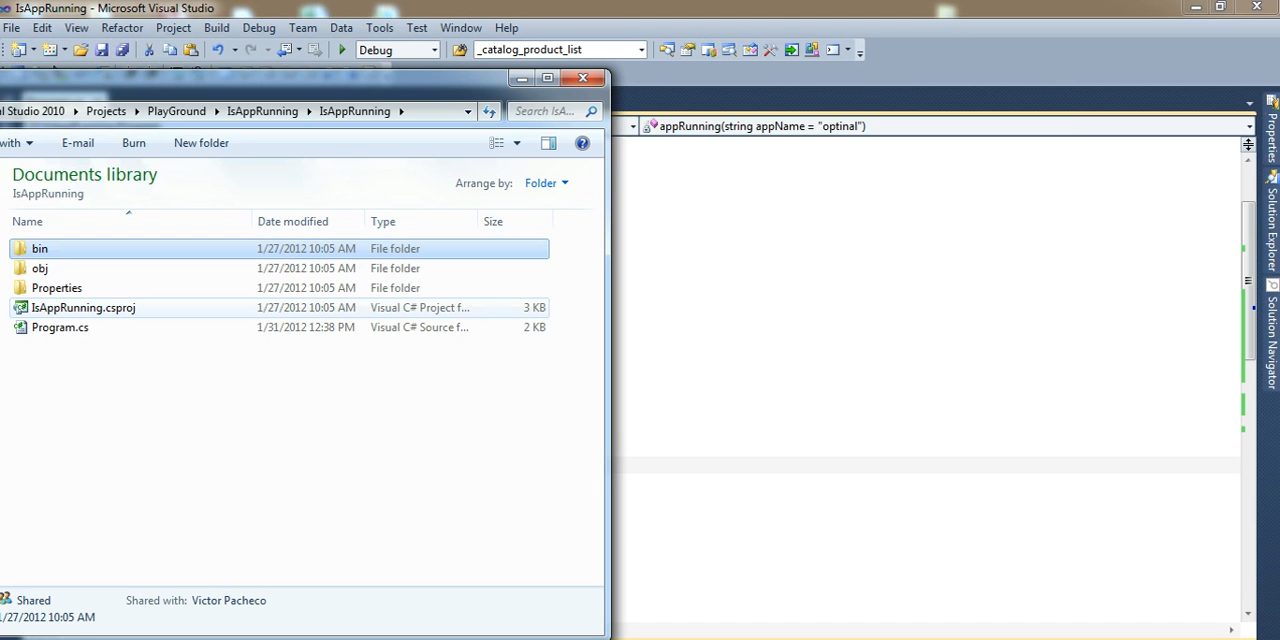 IsAppRunning - Microsoft Visual Studio
File Edit View Refactor Project Build Debug Team Data Tools Test Window Help
Debug _catalog_product_list
al Studio 2010 Projects PlayGround IsAppRunning IsAppRunning Search IsA...
appRunning(string appName = "optinal")
with E-mail Burn New folder
Documents library
IsAppRunning
Arrange by: Folder
Name Date modified Type Size
bin 1/27/2012 10:05 AM File folder
obj 1/27/2012 10:05 AM File folder
Properties 1/27/2012 10:05 AM File folder
IsAppRunning.csproj 1/27/2012 10:05 AM Visual C# Project f... 3 KB
Program.cs 1/31/2012 12:38 PM Visual C# Source f... 2 KB
Shared Shared with: Victor Pacheco
1/27/2012 10:05 AM
Properties
Solution Explorer
Solution Navigator